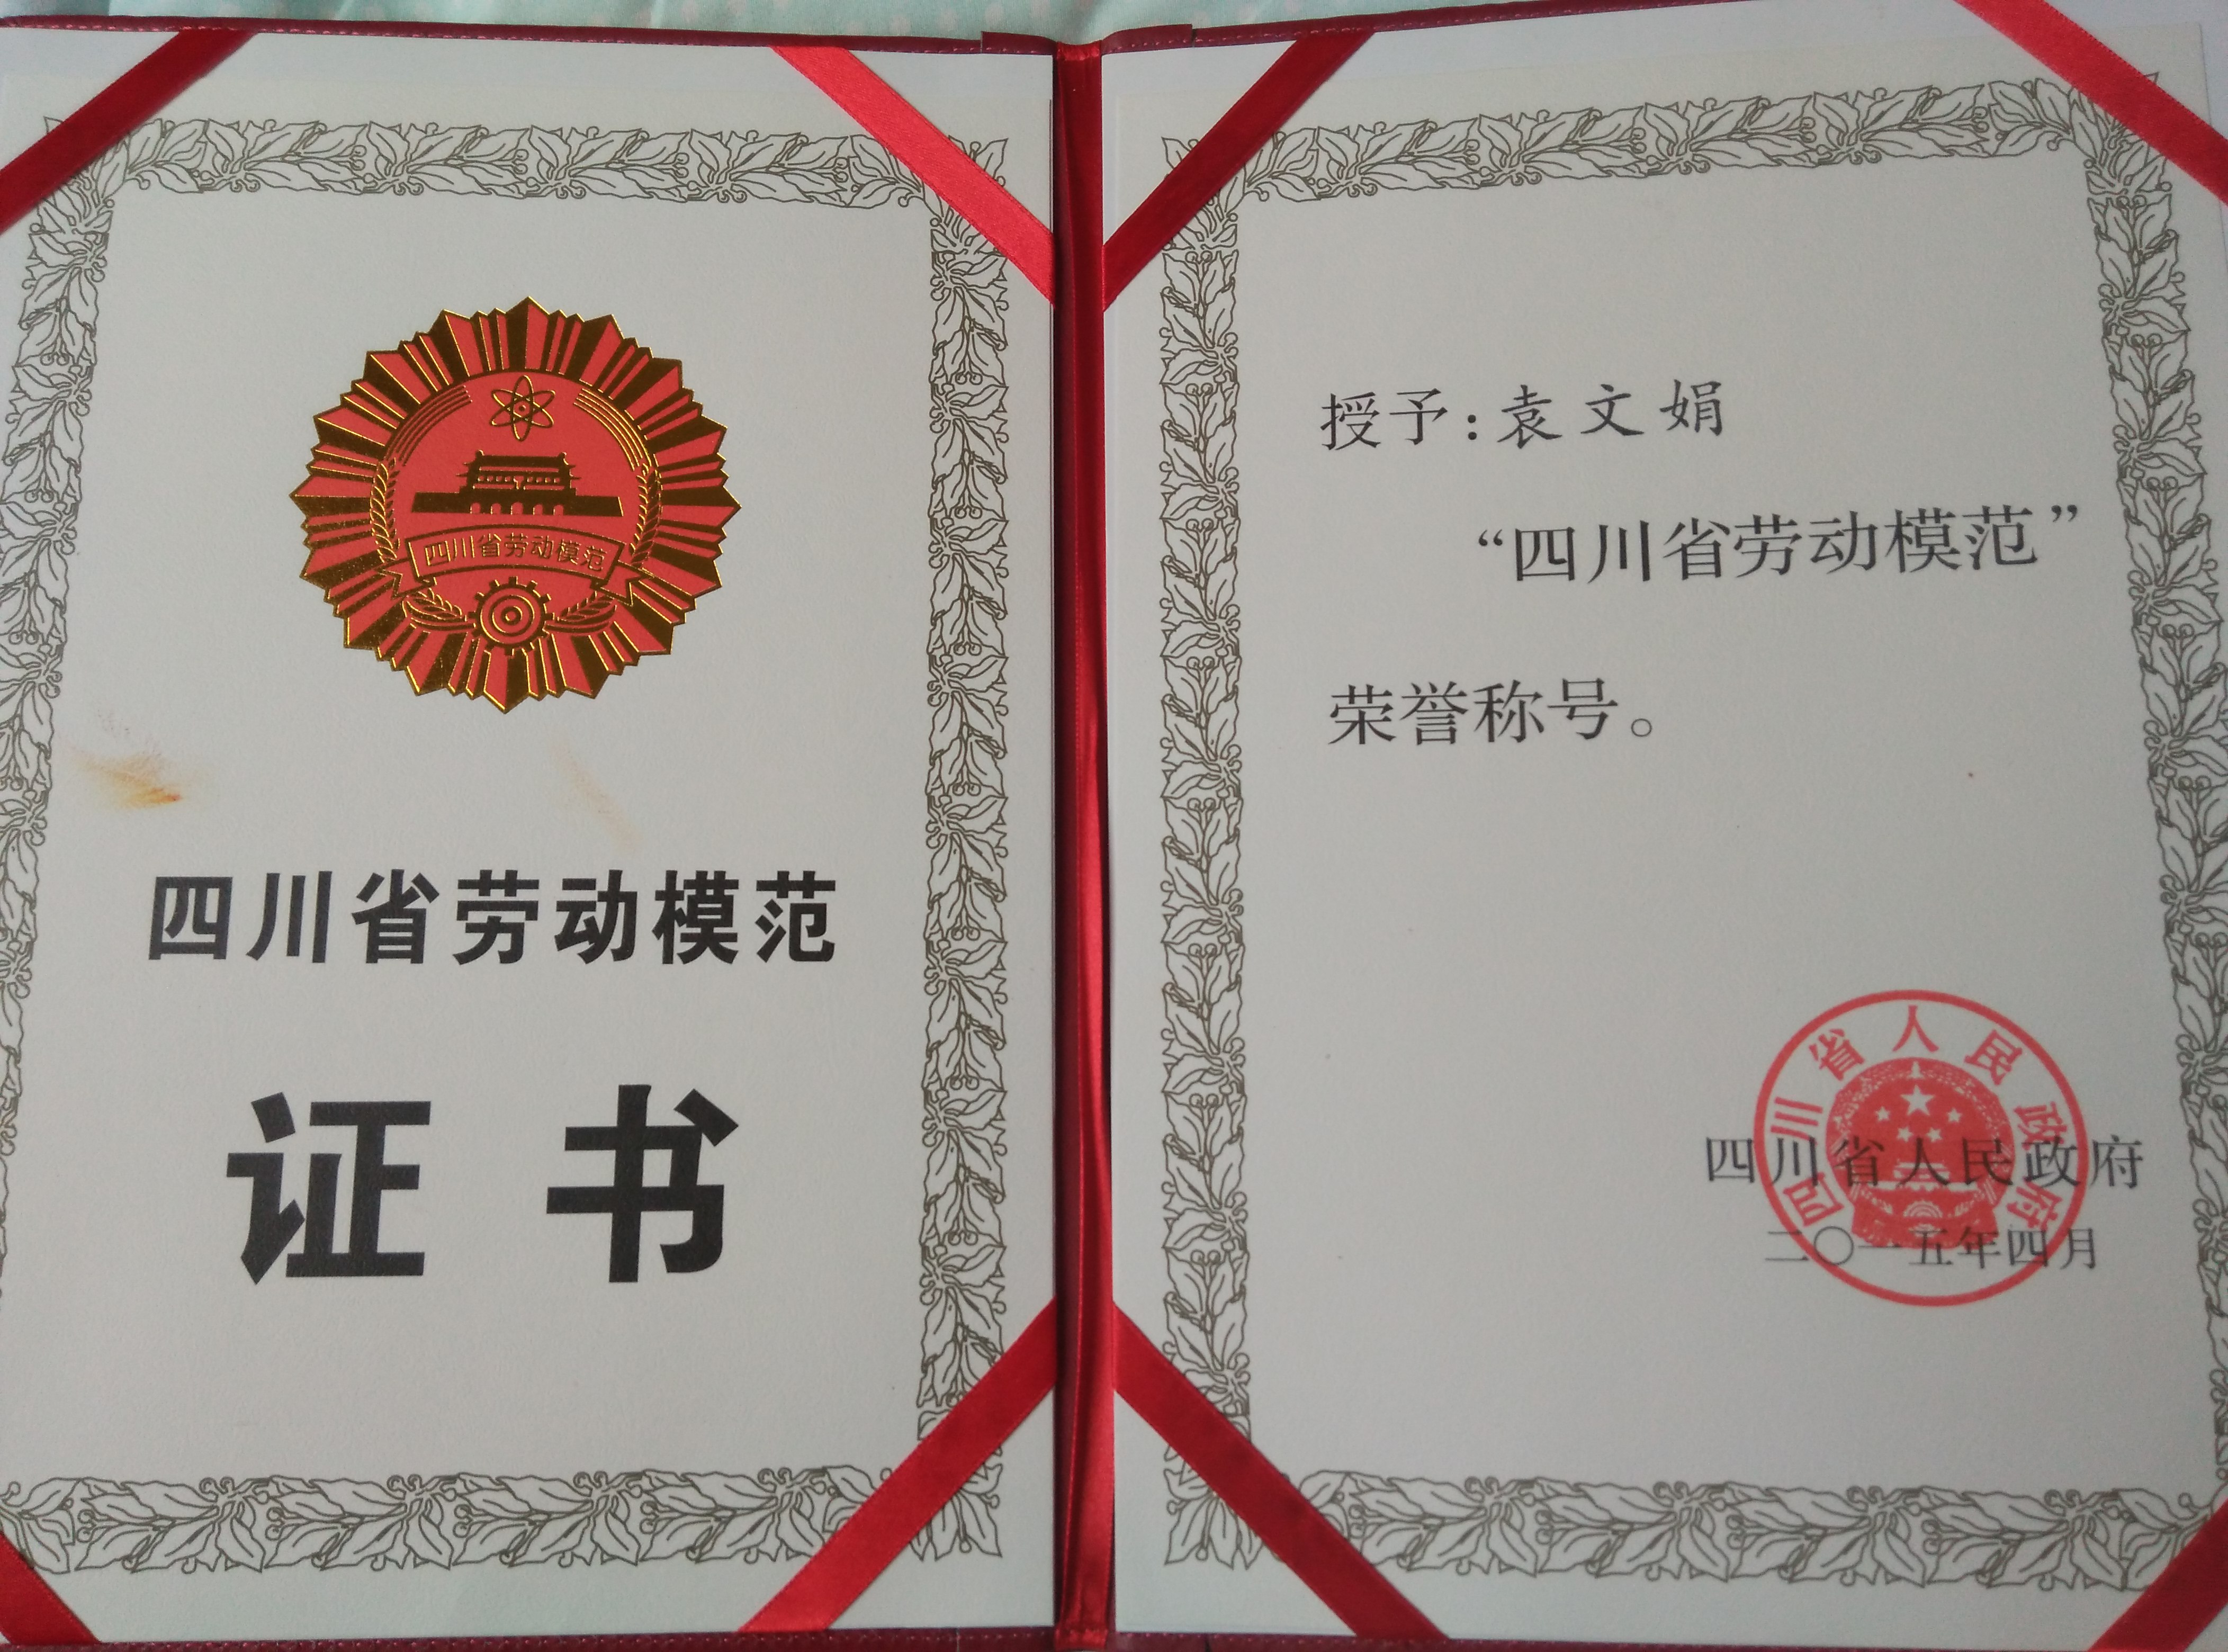 四川省劳动模范
四川省劳动模范
证书
授予：袁文娟
“四川省劳动模范”
荣誉称号。
四川省人民政府
四川省人民政府
二〇一五年四月